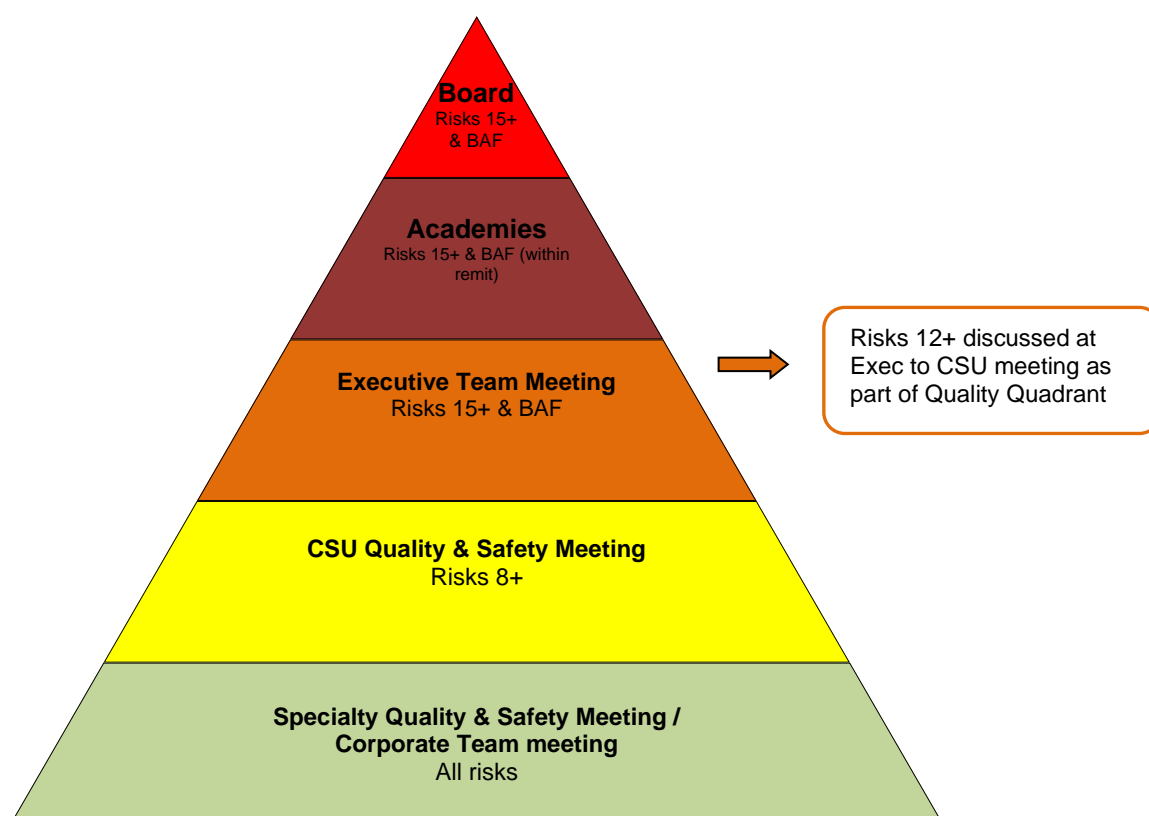 Board
Risks 15+
& BAF
Academies
Risks 15+ & BAF (within
remit)
Executive Team Meeting
Risks 15+ & BAF
Risks 12+ discussed at
Exec to CSU meeting as
part of Quality Quadrant
CSU Quality & Safety Meeting
Risks 8+
Specialty Quality & Safety Meeting /
Corporate Team meeting
All risks